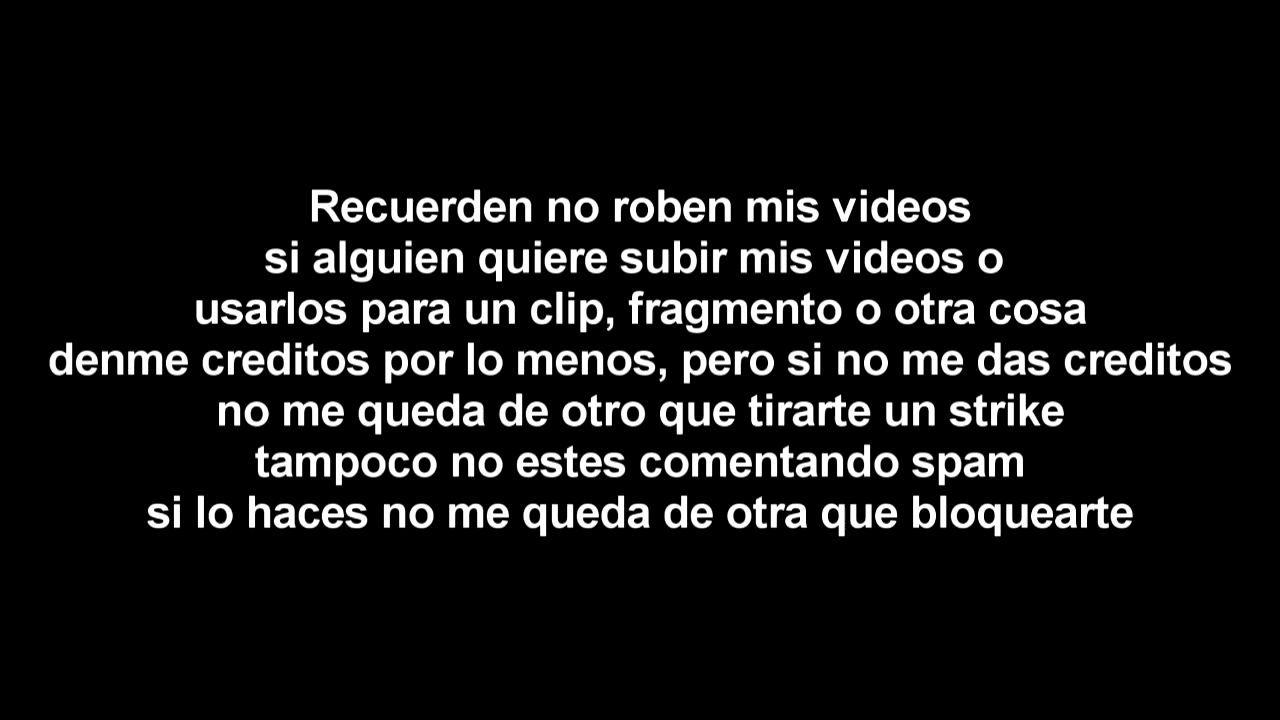 Recuerden no roben mis videos
si alguien quiere subir mis videos o
usarlos para un clip, fragmento o otra cosa
denme creditos por lo menos, pero si no me das creditos
no me queda de otro que tirarte un strike
tampoco no estes comentando spam
si lo haces no me queda de otra que bloquearte